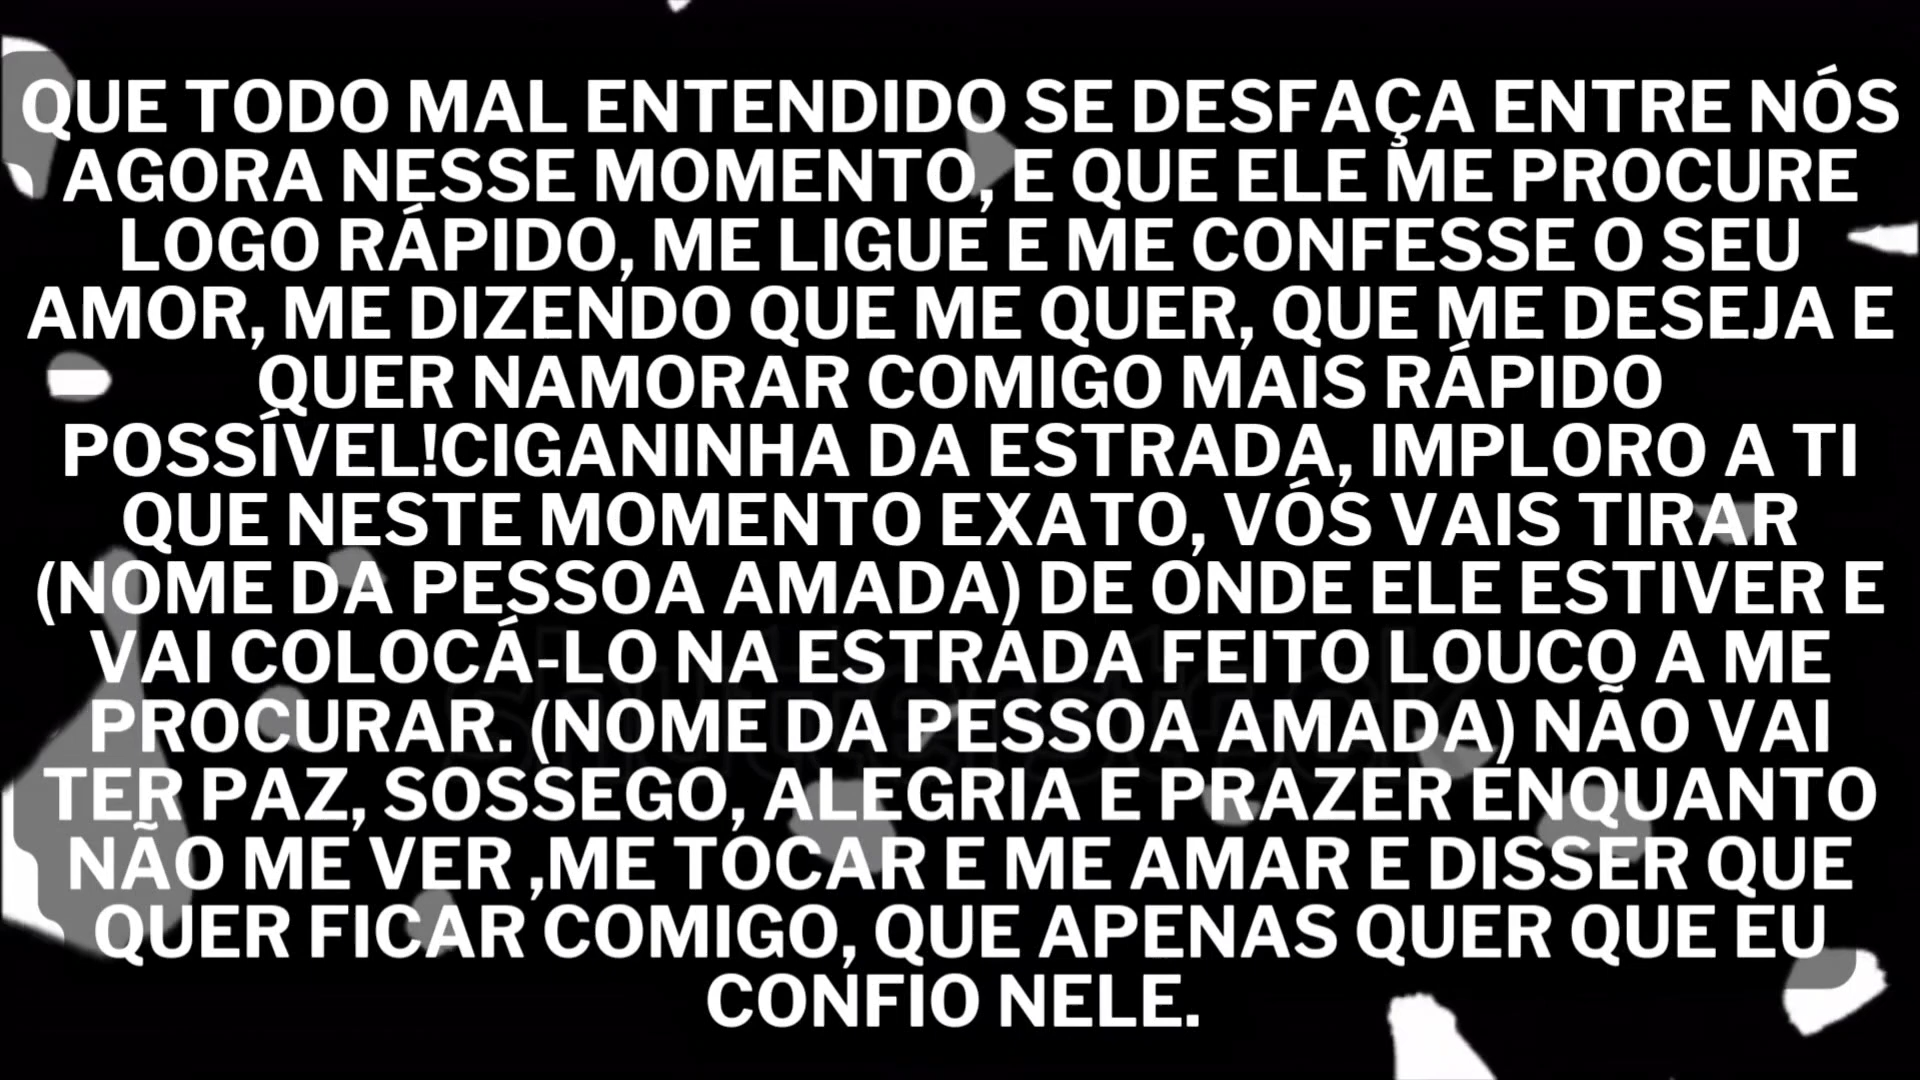 QUE TODO MAL ENTENDIDO SE DESFAÇA ENTRE NÓS
AGORA NESSE MOMENTO, E QUE ELE ME PROCURE
LOGO RÁPIDO, ME LIGUE E ME CONFESSE O SEU
AMOR, ME DIZENDO QUE ME QUER, QUE ME DESEJA E
QUER NAMORAR COMIGO MAIS RÁPIDO
POSSÍVEL!CIGANINHA DA ESTRADA, IMPLORO A TI
QUE NESTE MOMENTO EXATO, VÓS VAIS TIRAR
(NOME DA PESSOA AMADA) DE ONDE ELE ESTIVER E
VAI COLOCÁ-LO NA ESTRADA FEITO LOUCO A ME
PROCURAR. (NOME DA PESSOA AMADA) NÃO VAI
TER PAZ, SOSSEGO, ALEGRIA E PRAZER ENQUANTO
NÃO ME VER ,ME TOCAR E ME AMAR E DISSER QUE
QUER FICAR COMIGO, QUE APENAS QUER QUE EU
CONFIO NELE.